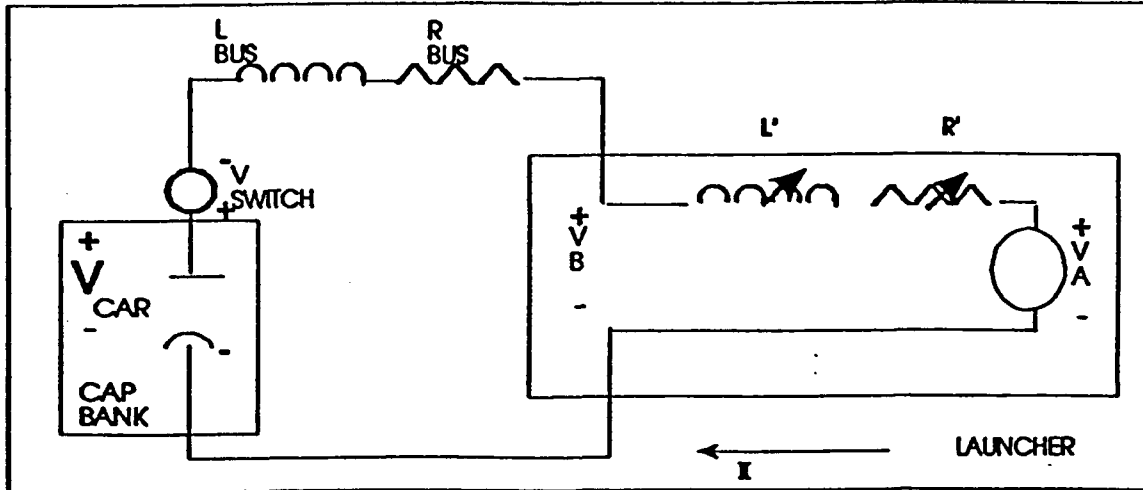 L
BUS
R
BUS
L'
R'
- V
SWITCH
+
+
V
CAR
-
-
CAP
BANK
+
V
B
-
+
V
A
-
LAUNCHER
I